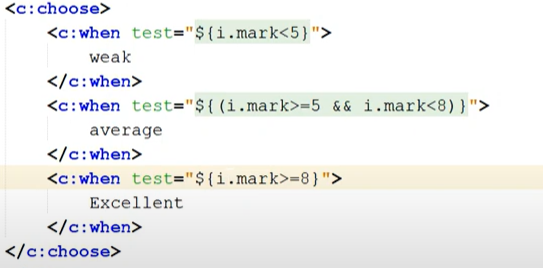 <c:choose>
<c:when test="${i.mark<5}">
weak
</c:when>
<c:when test="${(i.mark>=5 && i.mark<8)}">
average
</c:when>
<c:when test="${i.mark>=8}">
Excellent
</c:when>
</c:choose>